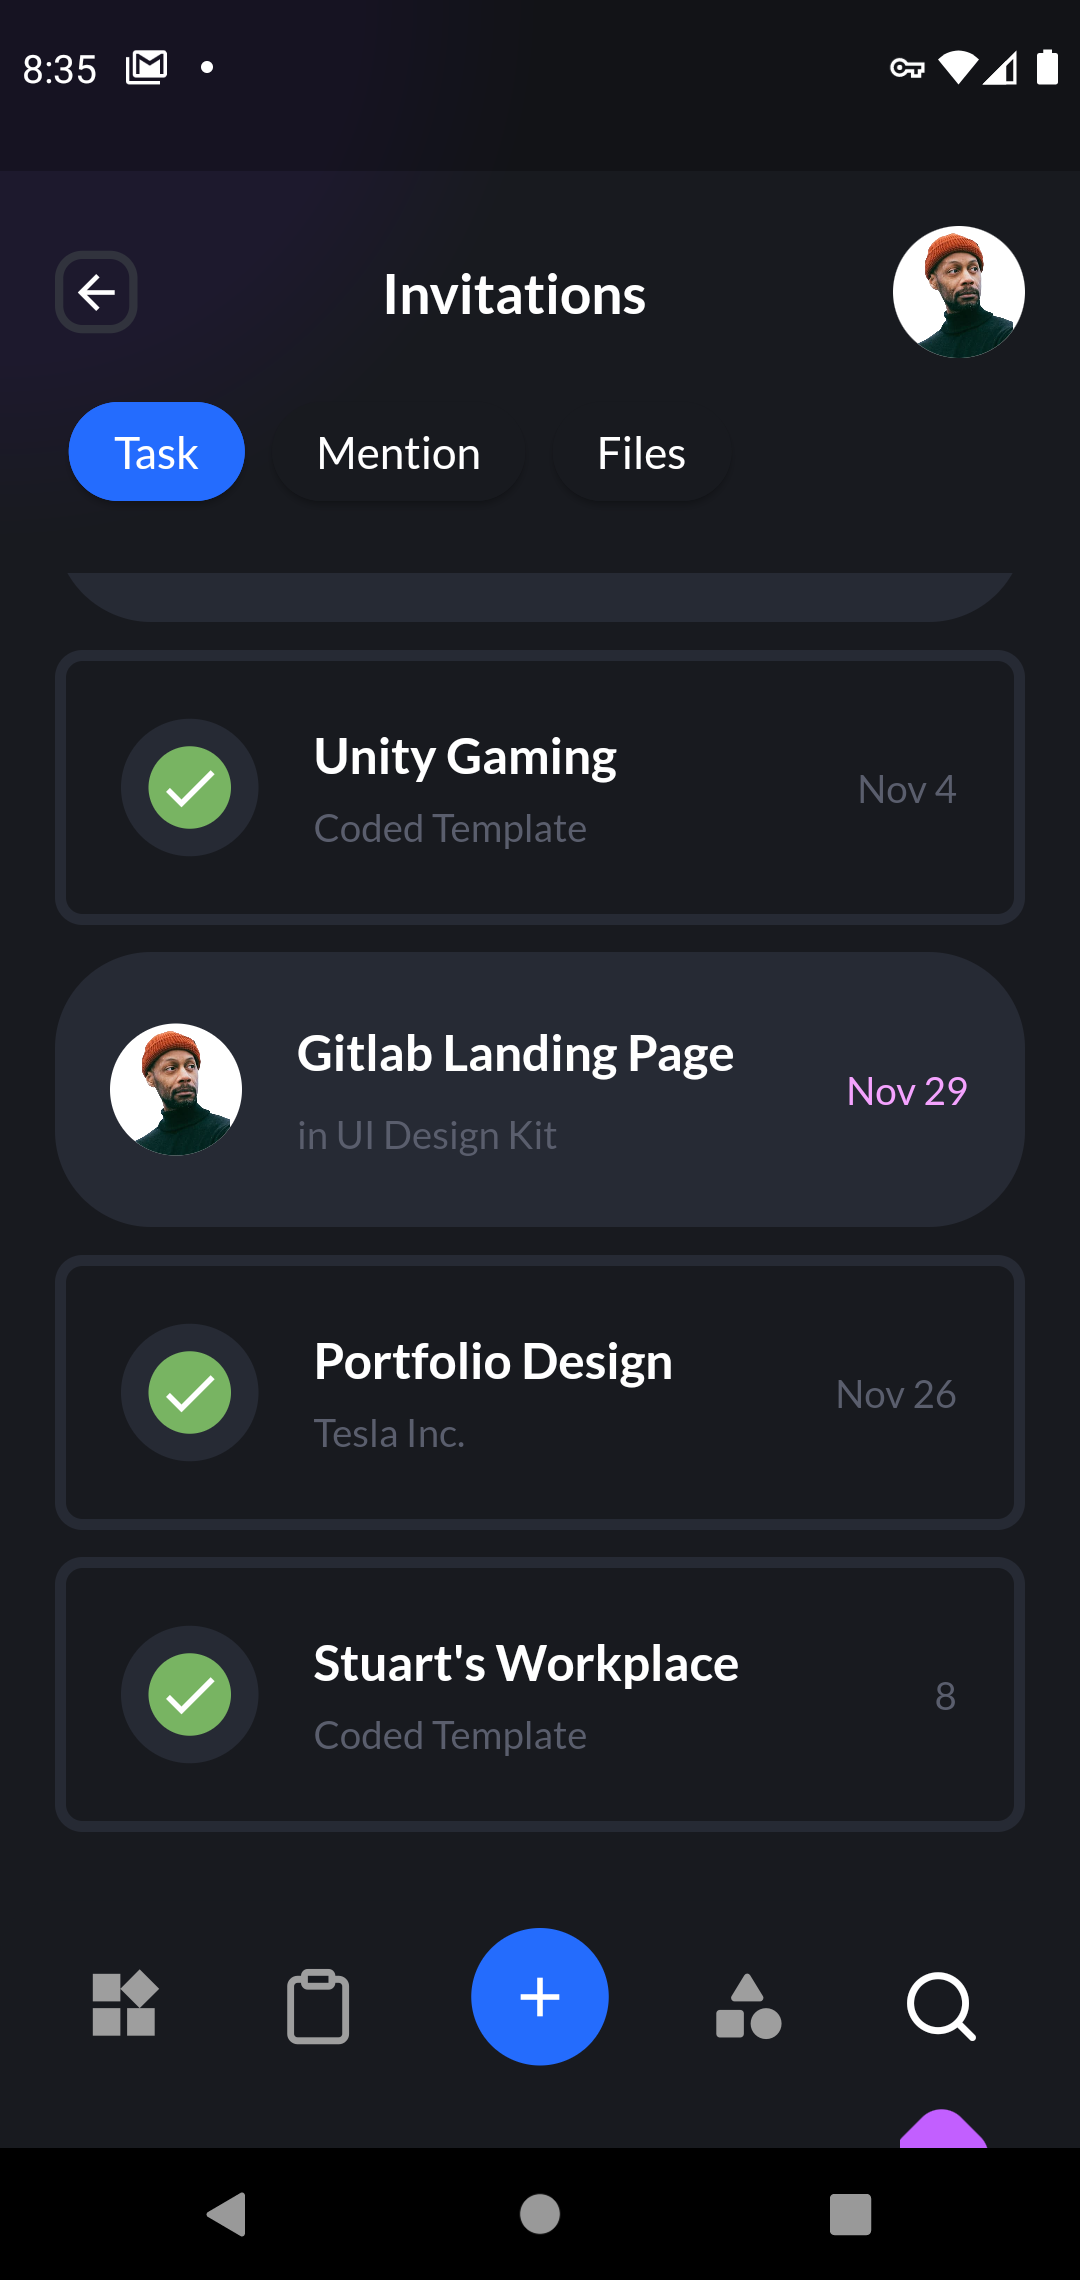 8:35
Invitations
Task
Mention
Files
Unity Gaming
Coded Template
Nov 4
Gitlab Landing Page
in UI Design Kit
Nov 29
Portfolio Design
Tesla Inc.
Nov 26
Stuart's Workplace
Coded Template
8